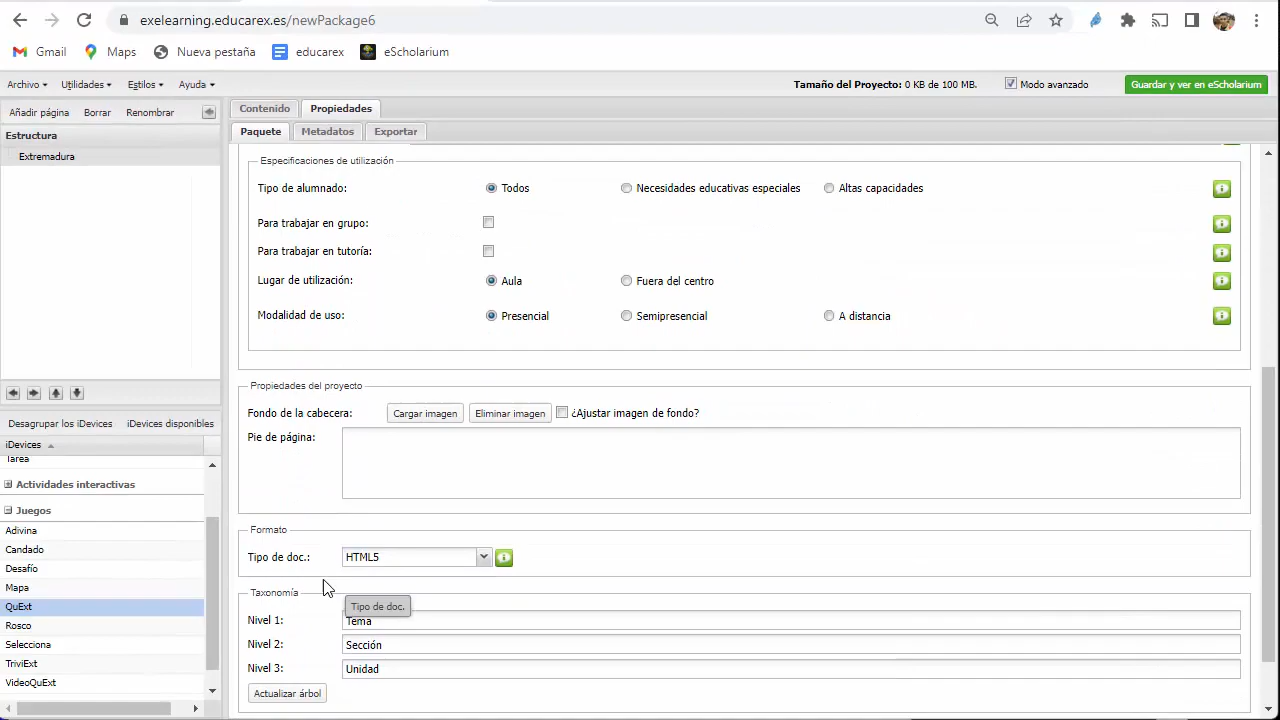 exelearning.educarex.es/newPackage6
Gmail Maps Nueva pestaña educarex eScholarium
Archivo Utilidades Estilos Ayuda Tamaño del Proyecto: 0 KB de 100 MB. Modo avanzado Guardar y ver en eScholarium
Añadir página Borrar Renombrar
Contenido Propiedades
Estructura
Paquete Metadatos Exportar
Extremadura
Especificaciones de utilización
Tipo de alumnado: Todos Necesidades educativas especiales Altas capacidades
Para trabajar en grupo:
Para trabajar en tutoría:
Lugar de utilización: Aula Fuera del centro
Modalidad de uso: Presencial Semipresencial A distancia
Propiedades del proyecto
Fondo de la cabecera: Cargar imagen Eliminar imagen ¿Ajustar imagen de fondo?
Pie de página:
Desagrupar los iDevices iDevices disponibles
iDevices
Tarea
Actividades interactivas
Juegos
Adivina
Candado
Desafío
Mapa
QuExt
Rosco
Selecciona
TriviExt
VideoQuExt
Formato
Tipo de doc.: HTML5
Taxonomía
Tipo de doc.
Nivel 1: Tema
Nivel 2: Sección
Nivel 3: Unidad
Actualizar árbol